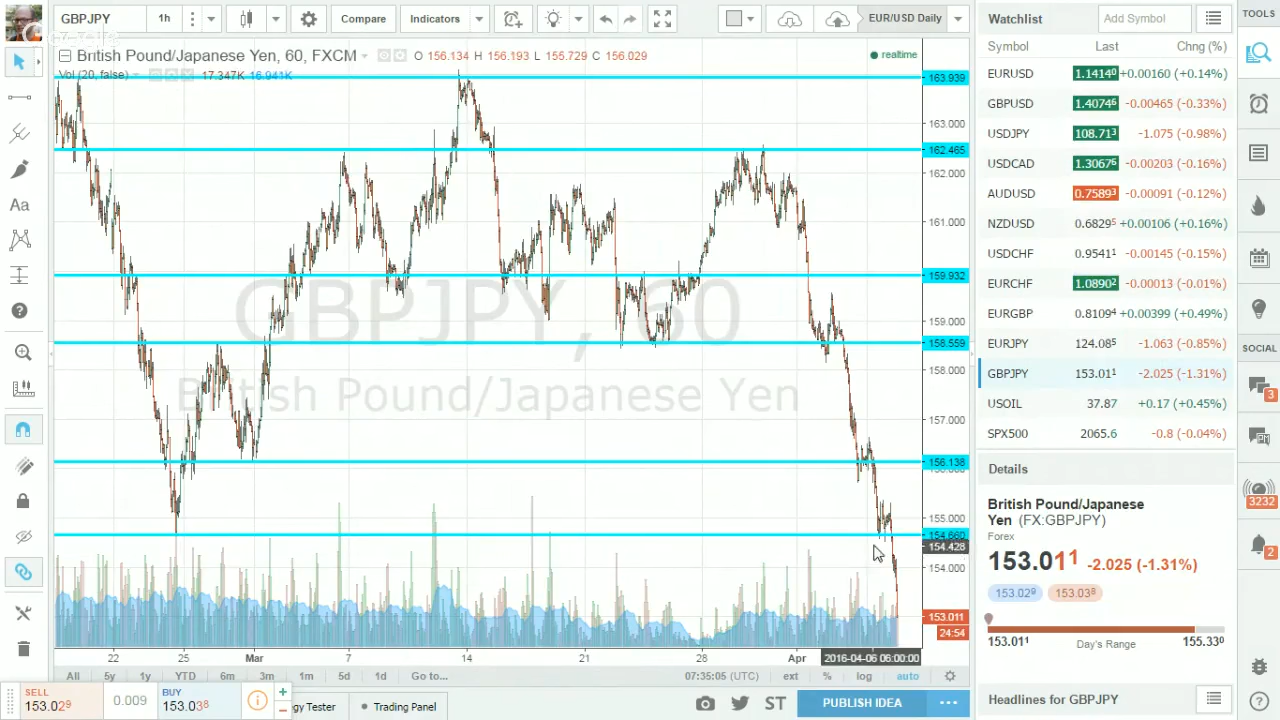 GBPJPY 1h Compare Indicators EUR/USD Daily
British Pound/Japanese Yen, 60, FXCM O 156.134 H 156.193 L 155.729 C 156.029
realtime
Vol (20, false) 17.347K 16.941K
163.939
163.000
162.465
162.000
161.000
159.932
159.000
158.559
158.000
157.000
156.138
155.000
154.660
154.428
154.000
153.011
24:54
GBPJPY, 60
British Pound/Japanese Yen
22 25 Mar 7 14 21 28 Apr 2016-04-06 06:00:00
All 5y 1y YTD 6m 3m 1m 5d 1d Go to... 07:35:05 (UTC) ext % log auto
SELL
153.02⁹
0.009
BUY
153.03⁸
gy Tester
Trading Panel
ST
PUBLISH IDEA
Watchlist Add Symbol
Symbol Last Chng (%)
EURUSD 1.1414⁰ +0.00160 (+0.14%)
GBPUSD 1.4074⁶ -0.00465 (-0.33%)
USDJPY 108.71³ -1.075 (-0.98%)
USDCAD 1.3067⁶ -0.00203 (-0.16%)
AUDUSD 0.7589³ -0.00091 (-0.12%)
NZDUSD 0.6829⁵ +0.00106 (+0.16%)
USDCHF 0.9541¹ -0.00145 (-0.15%)
EURCHF 1.0890² -0.00013 (-0.01%)
EURGBP 0.8109⁴ +0.00399 (+0.49%)
EURJPY 124.08⁵ -1.063 (-0.85%)
GBPJPY 153.01¹ -2.025 (-1.31%)
USOIL 37.87 +0.17 (+0.45%)
SPX500 2065.6 -0.8 (-0.04%)
Details
British Pound/Japanese
Yen (FX:GBPJPY)
Forex
153.01¹ -2.025 (-1.31%)
153.02⁹ 153.03⁸
153.01¹ Day's Range 155.33⁰
Headlines for GBPJPY
TOOLS
SOCIAL
3
3232
2
Aa